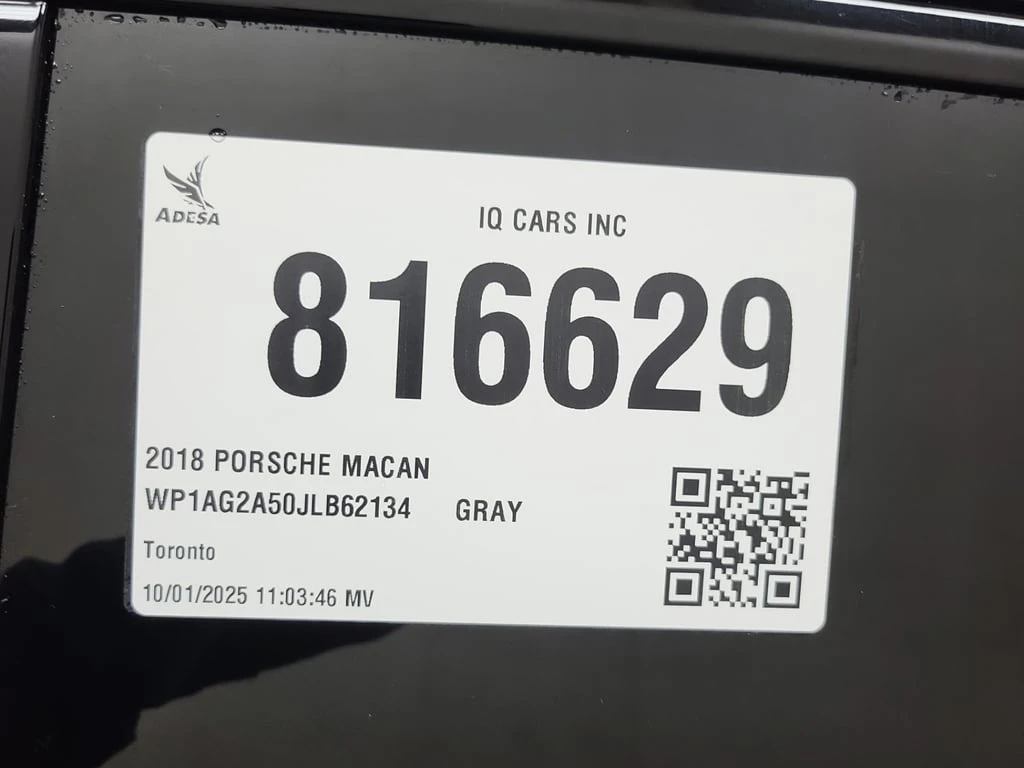 ADESA
IQ CARS INC
816629
2018 PORSCHE MACAN
WP1AG2A50JLB62134 GRAY
Toronto
10/01/2025 11:03:46 MV